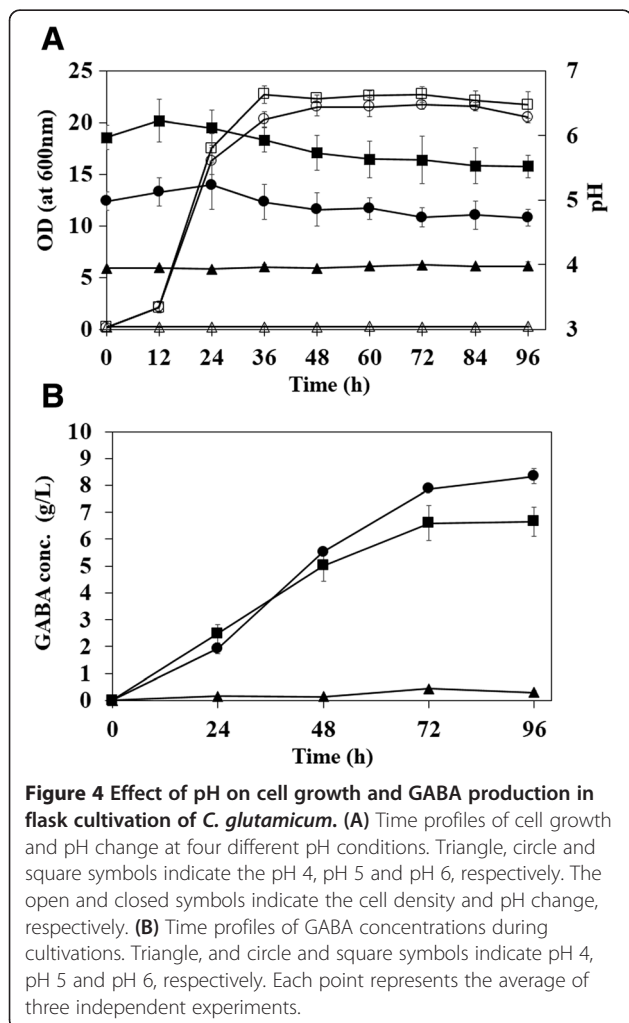 A
25 7
20 6
15 5
10
5 4
0 3
OD (at 600nm)
pH
0 12 24 36 48 60 72 84 96
Time (h)
B
10
9
8
7
6
5
4
3
2
1
0
GABA conc. (g/L)
0 24 48 72 96
Time (h)
Figure 4 Effect of pH on cell growth and GABA production in
flask cultivation of C. glutamicum. (A) Time profiles of cell growth
and pH change at four different pH conditions. Triangle, circle and
square symbols indicate the pH 4, pH 5 and pH 6, respectively. The
open and closed symbols indicate the cell density and pH change,
respectively. (B) Time profiles of GABA concentrations during
cultivations. Triangle, and circle and square symbols indicate pH 4,
pH 5 and pH 6, respectively. Each point represents the average of
three independent experiments.